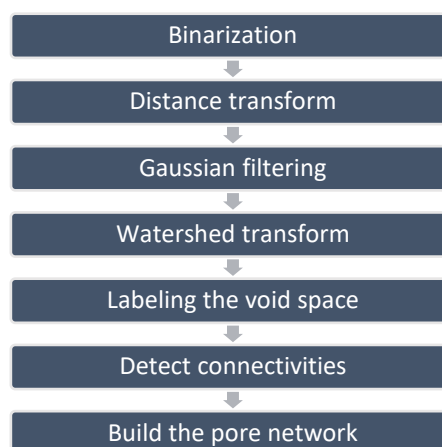 Binarization
Distance transform
Gaussian filtering
Watershed transform
Labeling the void space
Detect connectivities
Build the pore network